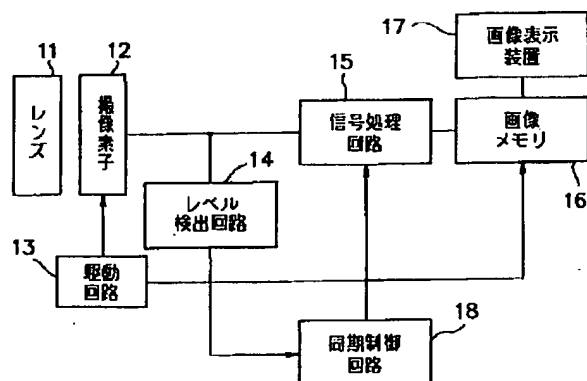 11
レンズ
12
撮像素子
13
駆動
回路
14
レベル
検出回路
15
信号処理
回路
16
画像
メモリ
17
画像表示
装置
18
同期制御
回路